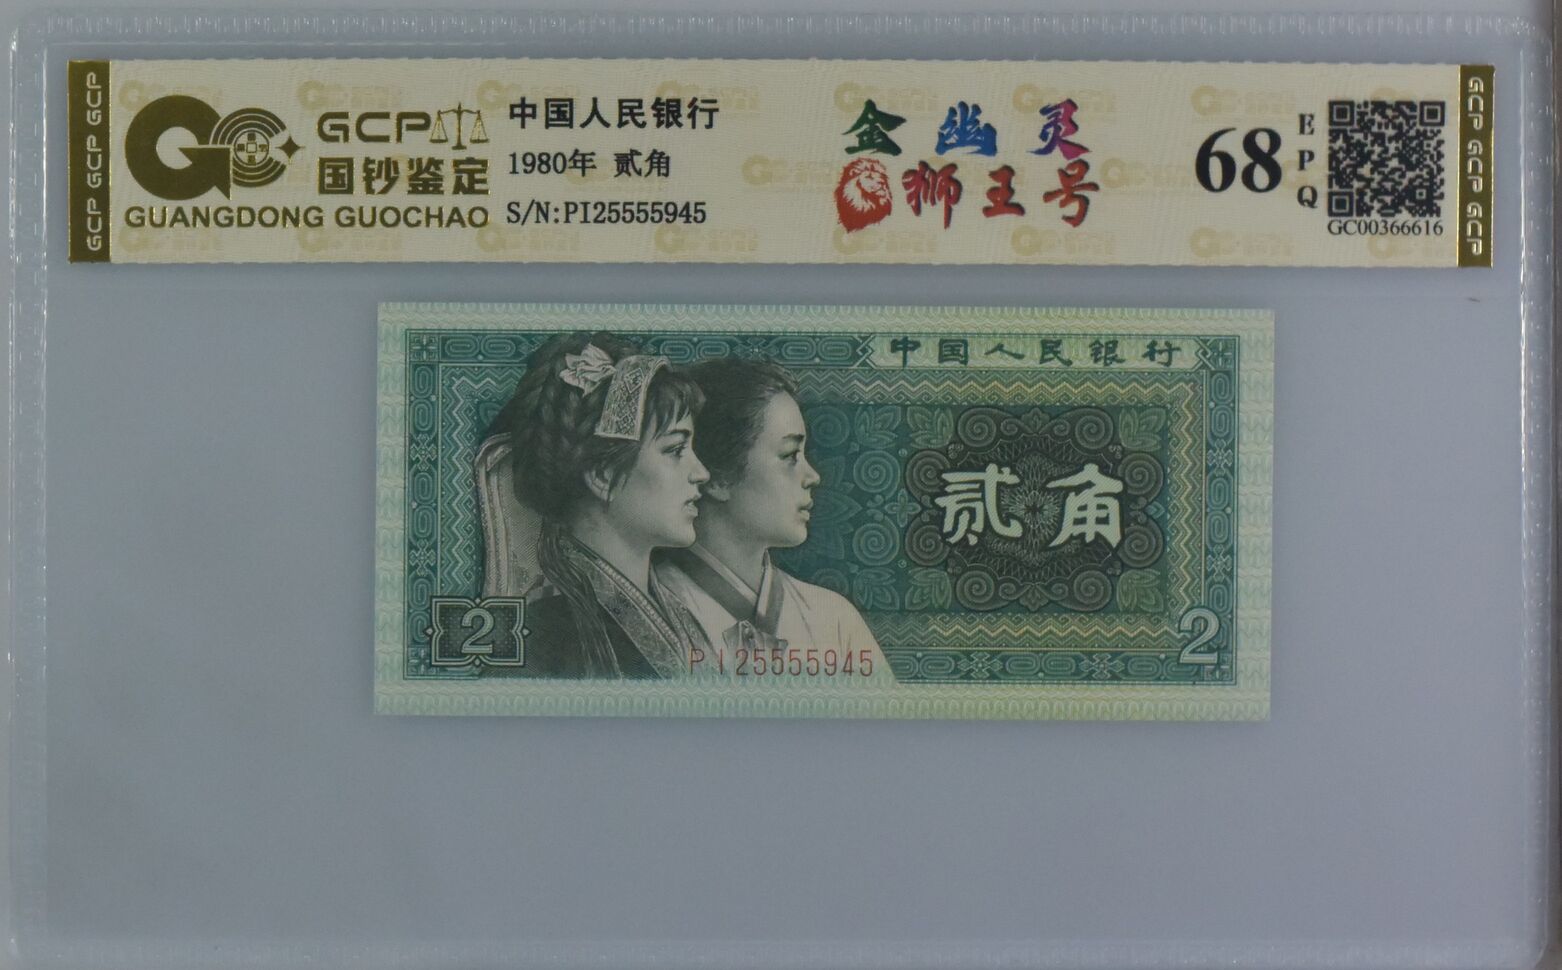 GCP GCP GCP
GCP
国钞鉴定
GUANGDONG GUOCHAO
中国人民银行
1980年 贰角
S/N:PI25555945
金幽灵
狮王号
68
EPQ
GC00366616
GCP GCP GCP
中国人民银行
贰角
2
2
PI25555945